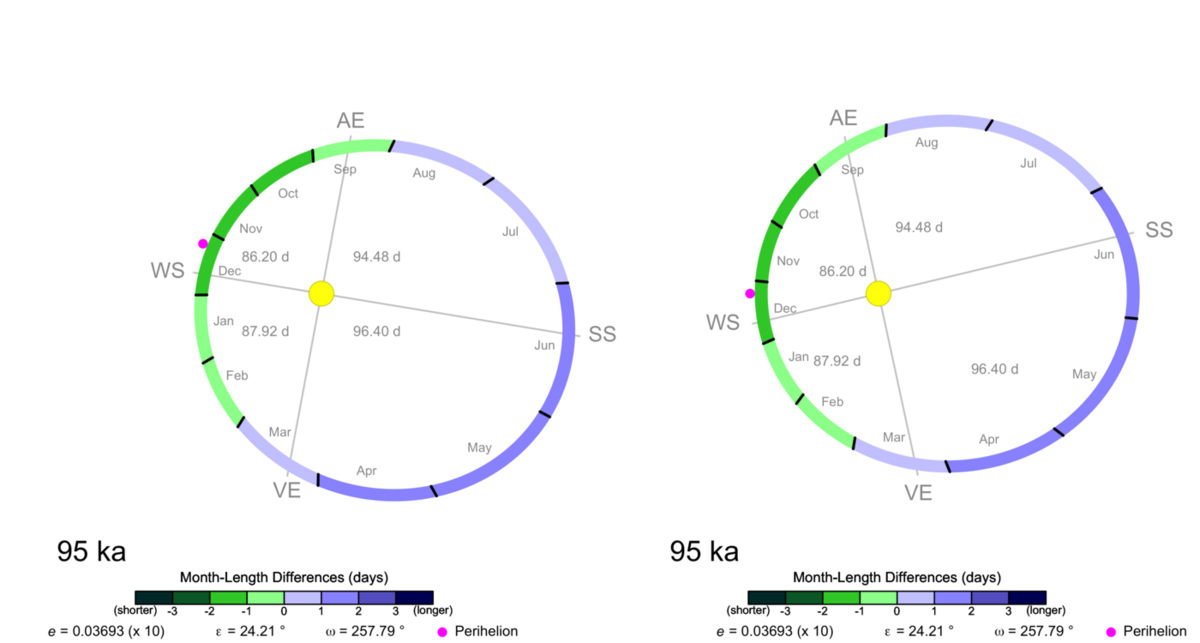 AE
Sep
Aug
Oct
Jul
Nov
86.20 d
94.48 d
WS
Dec
Jan
87.92 d
96.40 d
SS
Jun
Feb
Mar
May
Apr
VE
95 ka
Month-Length Differences (days)
(shorter) -3 -2 -1 0 1 2 3 (longer)
e = 0.03693 (x 10) ε = 24.21 ° ω = 257.79 ° Perihelion
AE
Aug
Jul
Sep
Oct
94.48 d
SS
Jun
Nov
86.20 d
Dec
WS
Jan
87.92 d
96.40 d
May
Feb
Mar
Apr
VE
95 ka
Month-Length Differences (days)
(shorter) -3 -2 -1 0 1 2 3 (longer)
e = 0.03693 (x 10) ε = 24.21 ° ω = 257.79 ° Perihelion